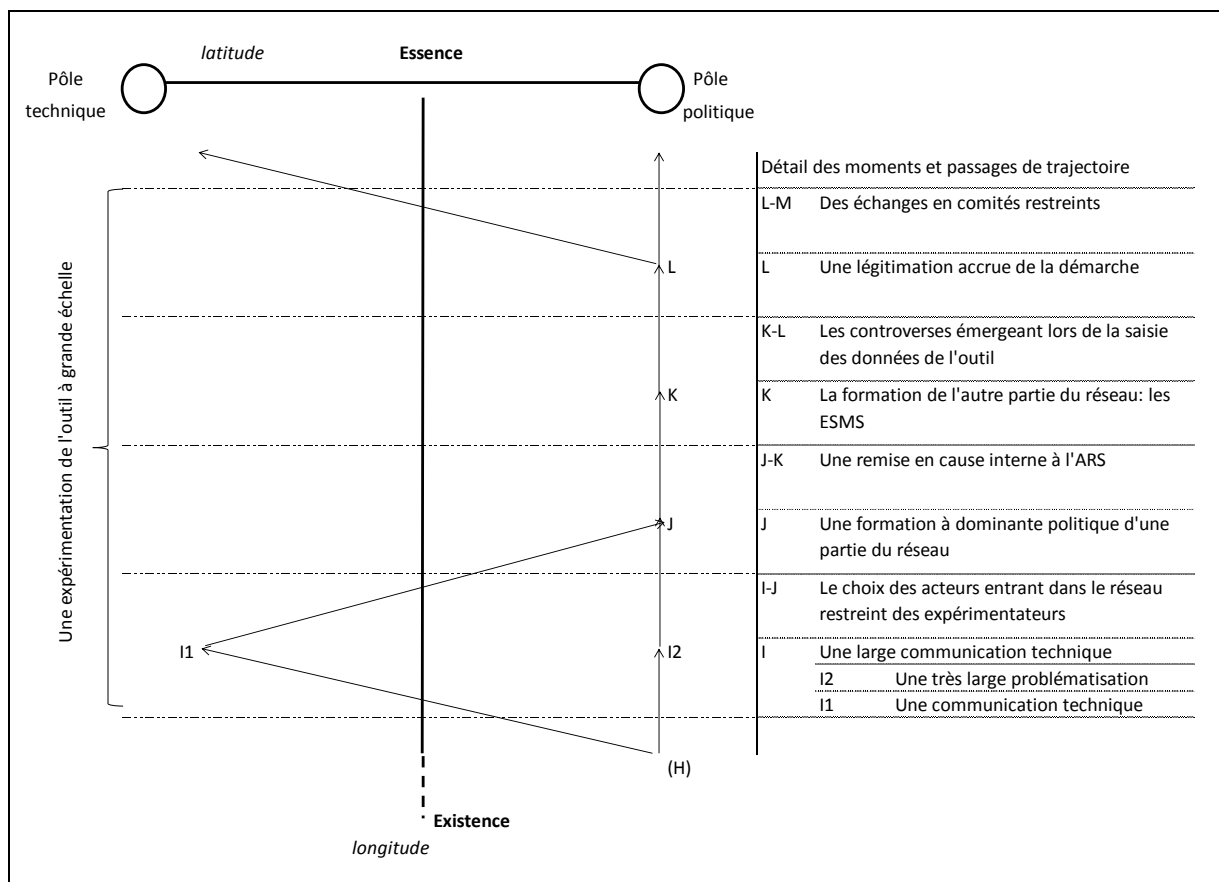 latitude
Essence
Pôle
technique
Pôle
politique
Détail des moments et passages de trajectoire
L-M Des échanges en comités restreints
L
L Une légitimation accrue de la démarche
K-L Les controverses émergeant lors de la saisie
des données de l'outil
K
K La formation de l'autre partie du réseau: les
ESMS
J-K Une remise en cause interne à l'ARS
J
J Une formation à dominante politique d'une
partie du réseau
I-J Le choix des acteurs entrant dans le réseau
restreint des expérimentateurs
I1
I2
I Une large communication technique
I2 Une très large problématisation
I1 Une communication technique
(H)
Une expérimentation de l'outil à grande échelle
Existence
longitude